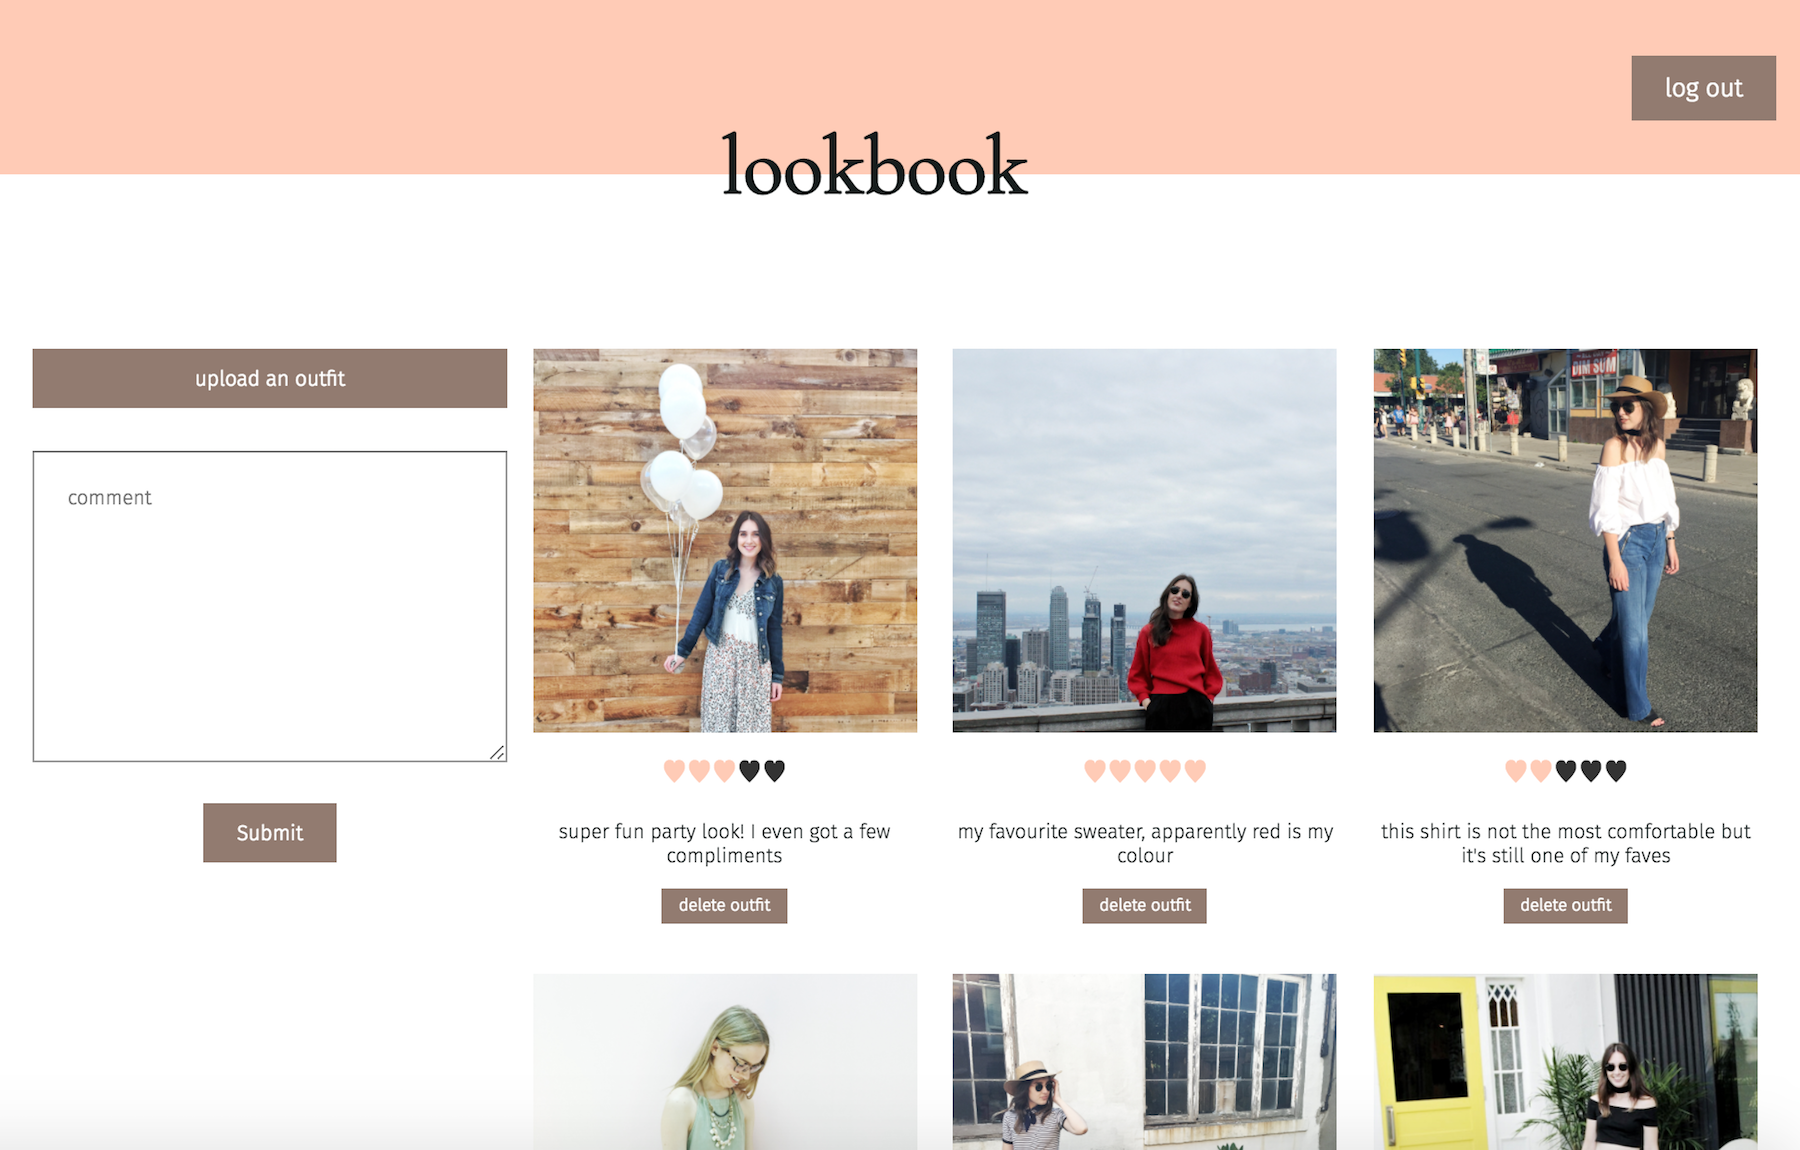 log out
lookbook
upload an outfit
comment
Submit
DIM SUM
super fun party look! I even got a few
compliments
delete outfit
my favourite sweater, apparently red is my
colour
delete outfit
this shirt is not the most comfortable but
it's still one of my faves
delete outfit